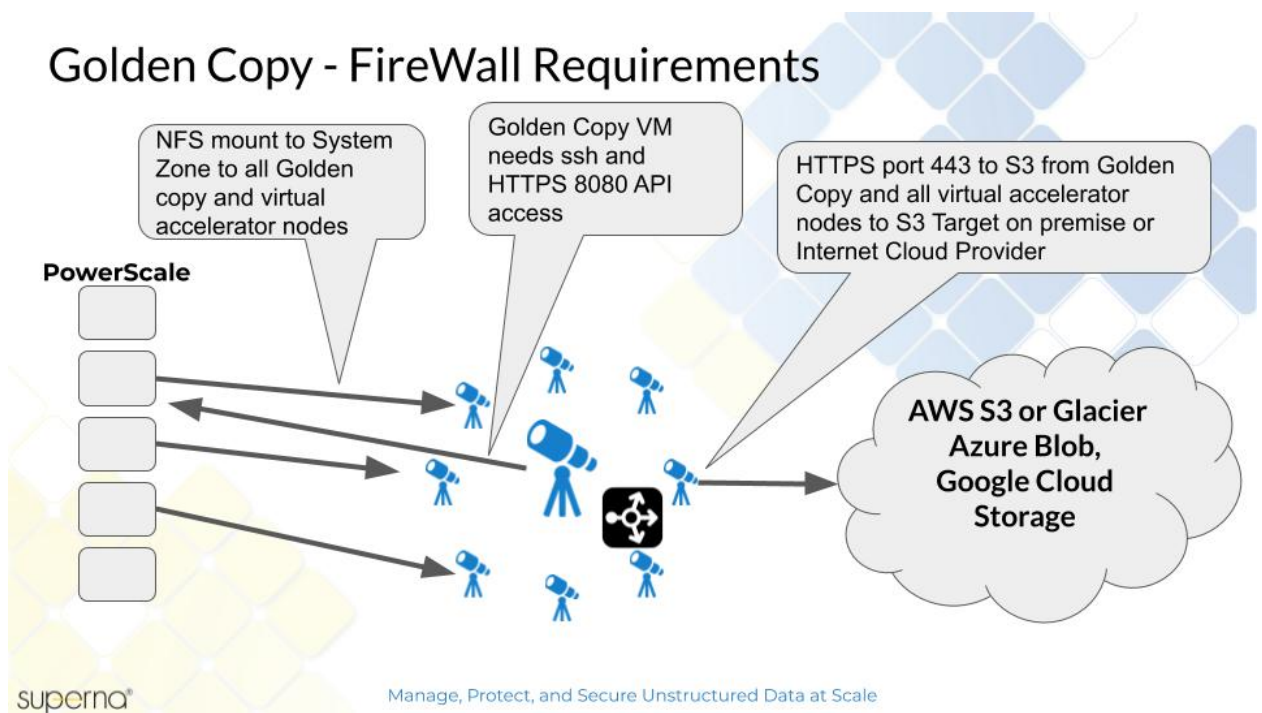 Golden Copy - FireWall Requirements
NFS mount to System
Zone to all Golden
copy and virtual
accelerator nodes
Golden Copy VM
needs ssh and
HTTPS 8080 API
access
HTTPS port 443 to S3 from Golden
Copy and all virtual accelerator
nodes to S3 Target on premise or
Internet Cloud Provider
PowerScale
AWS S3 or Glacier
Azure Blob,
Google Cloud
Storage
superna®
Manage, Protect, and Secure Unstructured Data at Scale